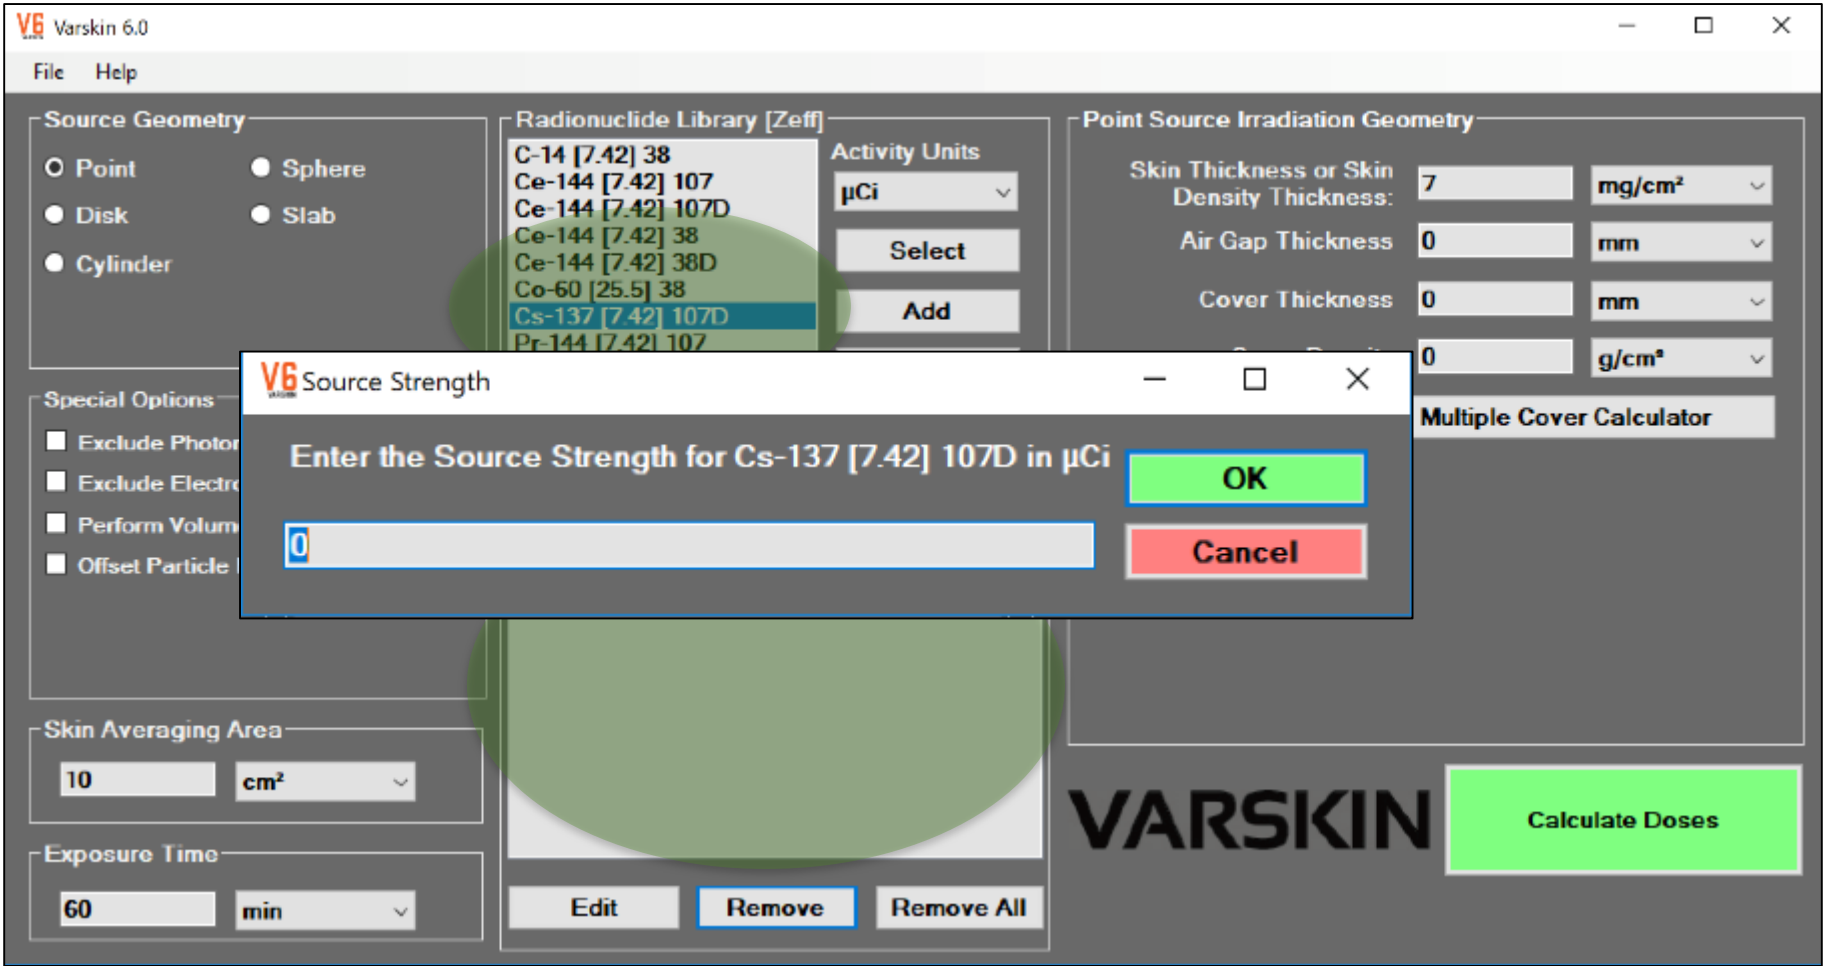 V6 VARSKIN Varskin 6.0
File Help
Source Geometry
Point Sphere
Disk Slab
Cylinder
Special Options
Exclude Photon
Exclude Electro
Perform Volum
Offset Particle
Skin Averaging Area
10 cm²
Exposure Time
60 min
Radionuclide Library [Zeff]
C-14 [7.42] 38
Ce-144 [7.42] 107
Ce-144 [7.42] 107D
Ce-144 [7.42] 38
Ce-144 [7.42] 38D
Co-60 [25.5] 38
Cs-137 [7.42] 107D
Pr-144 [7.42] 107
Activity Units
µCi
Select
Add
Edit Remove Remove All
V6 VARSKIN Source Strength
Enter the Source Strength for Cs-137 [7.42] 107D in µCi
0
OK
Cancel
Point Source Irradiation Geometry
Skin Thickness or Skin
Density Thickness: 7 mg/cm²
Air Gap Thickness 0 mm
Cover Thickness 0 mm
0 g/cm³
Multiple Cover Calculator
VARSKIN
Calculate Doses